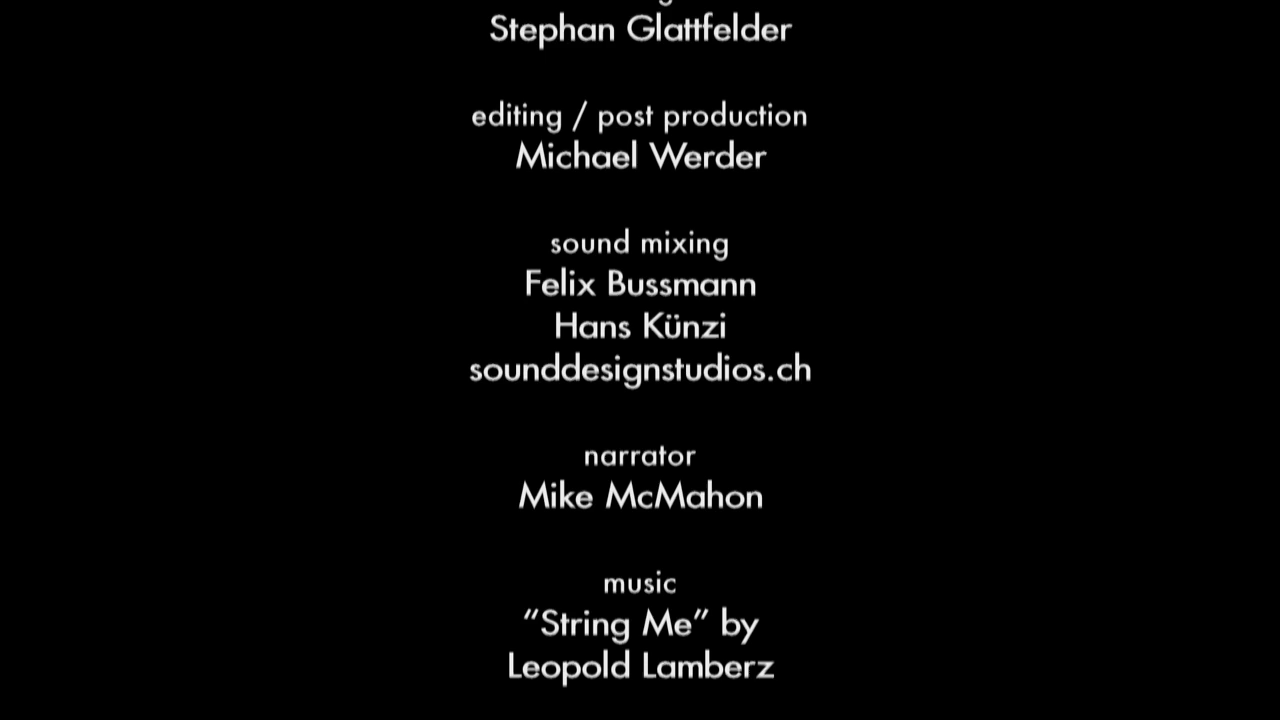 Stephan Glattfelder
editing / post production
Michael Werder
sound mixing
Felix Bussmann
Hans Künzi
sounddesignstudios.ch
narrator
Mike McMahon
music
“String Me” by
Leopold Lamberz